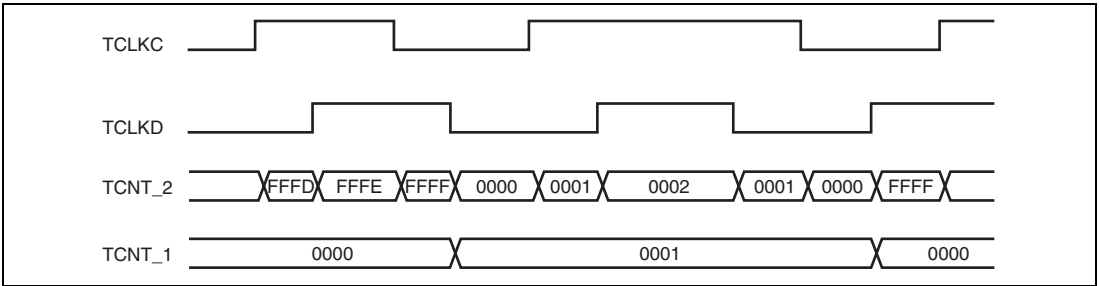 TCLKC
TCLKD
TCNT_2 FFFD FFFE FFFF 0000 0001 0002 0001 0000 FFFF
TCNT_1 0000 0001 0000